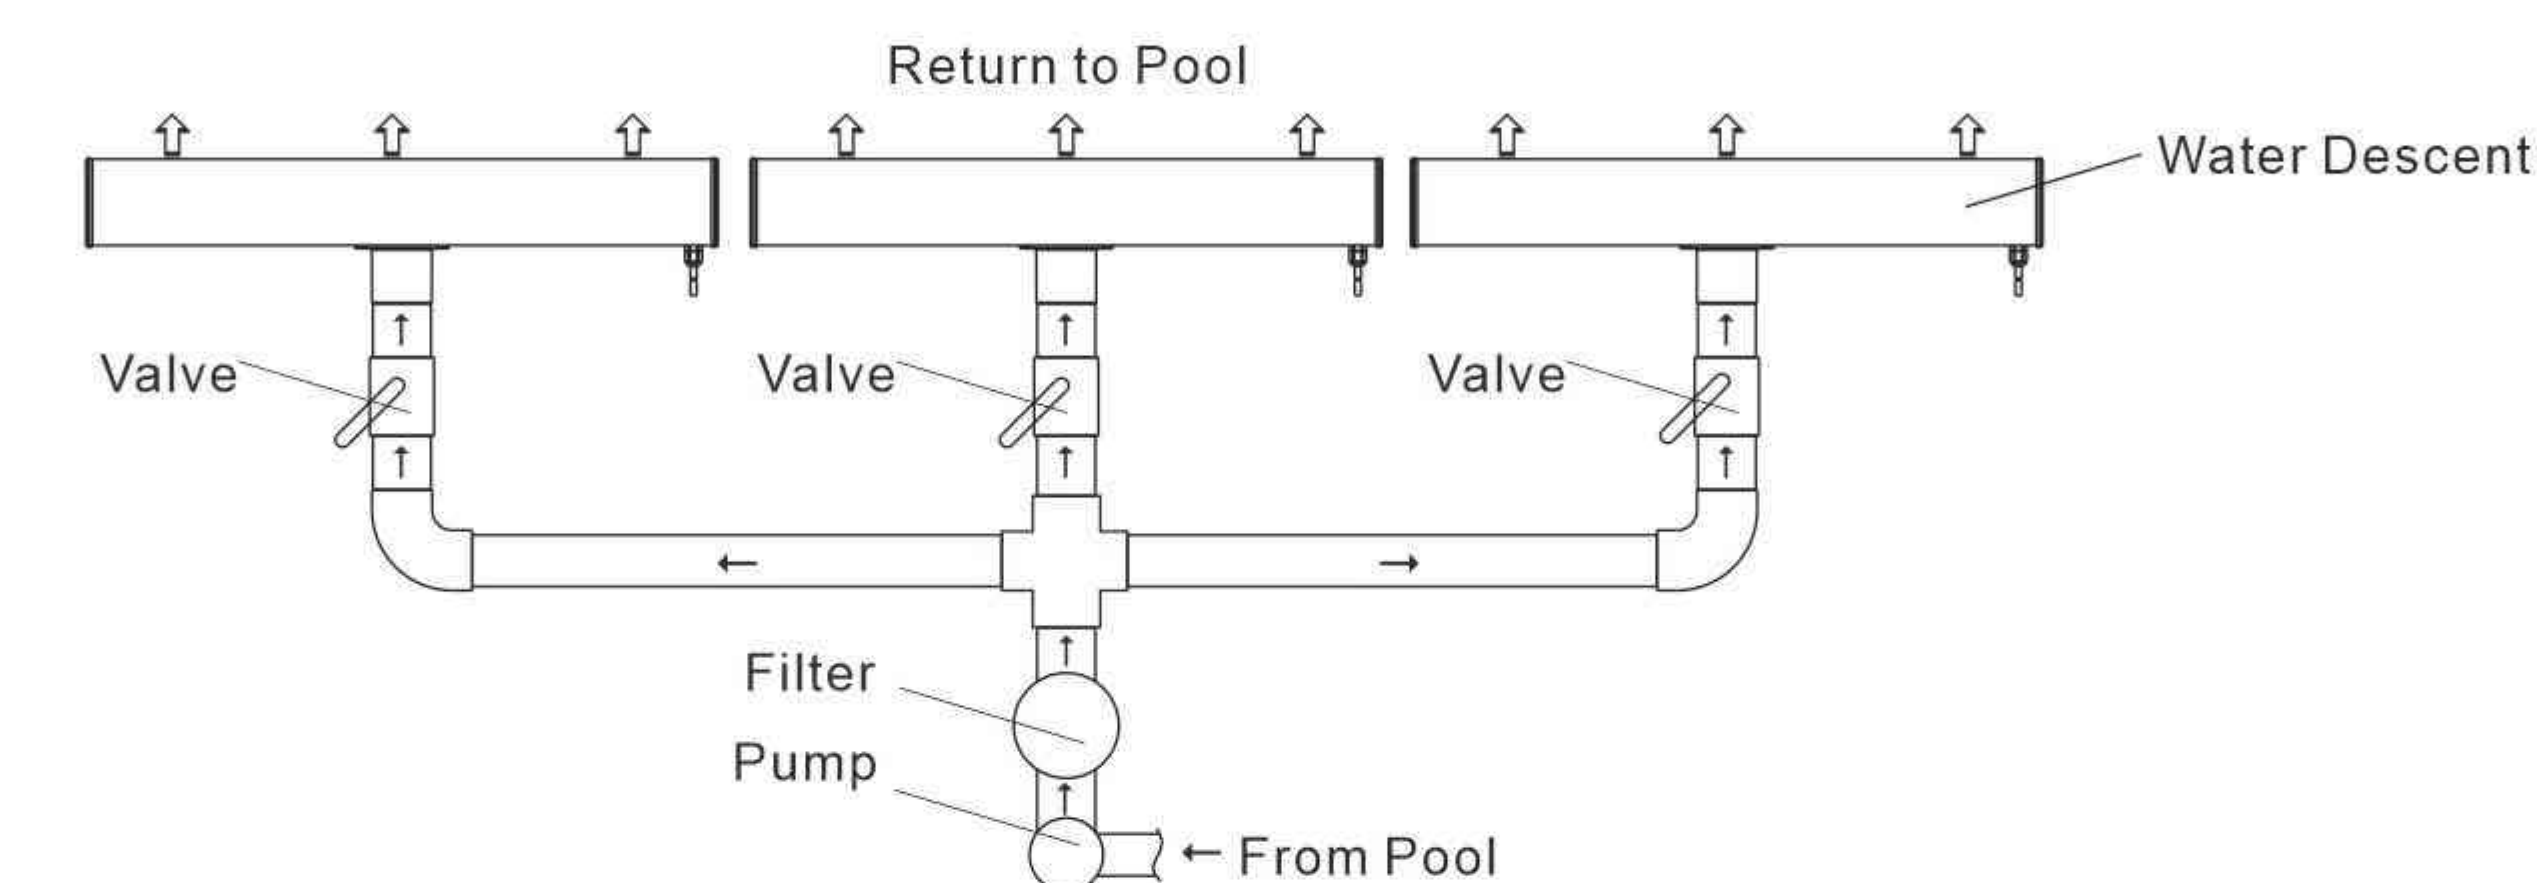 Return to Pool
Water Descent
Valve
Valve
Valve
Filter
Pump
From Pool